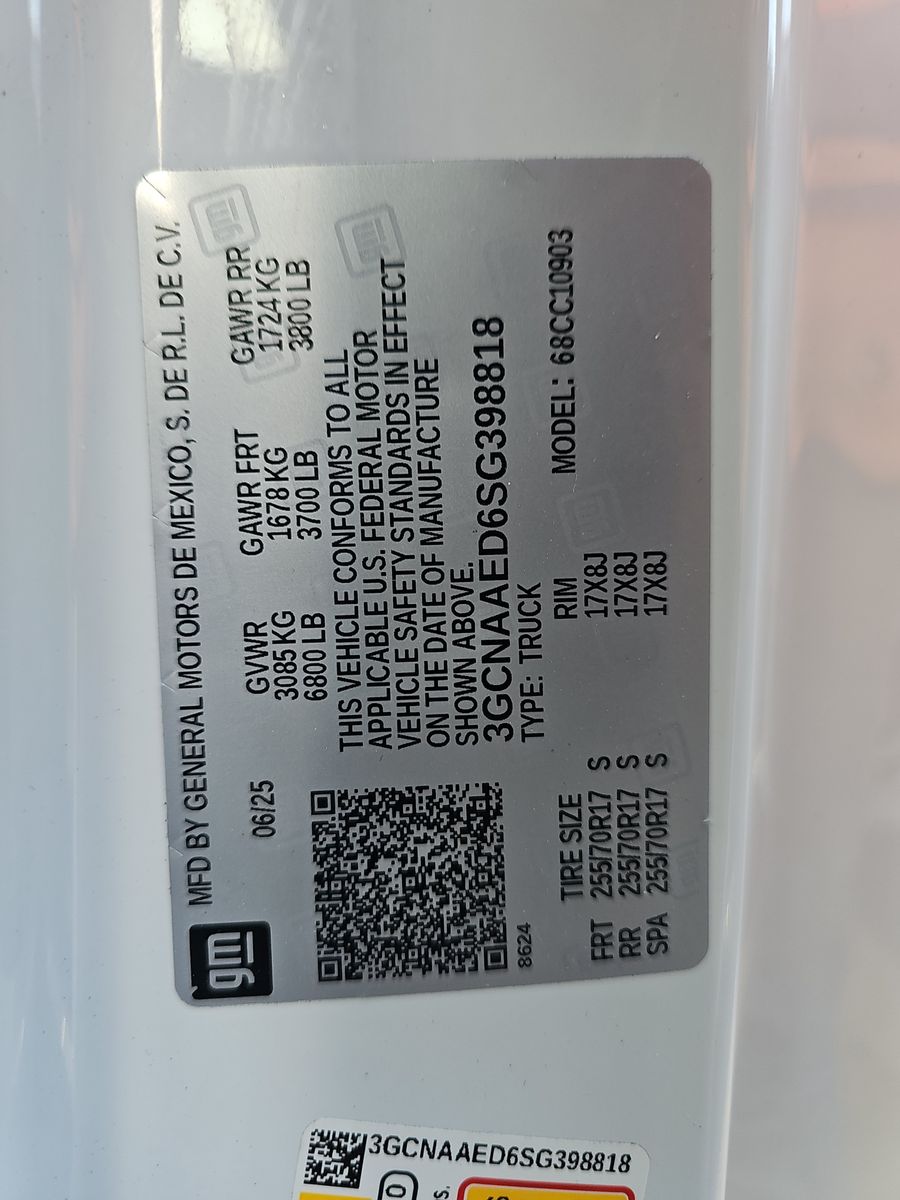 gm
MFD BY GENERAL MOTORS DE MEXICO, S. DE R.L. DE C.V.
06/25
GVWR
3085 KG
6800 LB
GAWR FRT
1678 KG
3700 LB
GAWR RR
1724 KG
3800 LB
THIS VEHICLE CONFORMS TO ALL
APPLICABLE U.S. FEDERAL MOTOR
VEHICLE SAFETY STANDARDS IN EFFECT
ON THE DATE OF MANUFACTURE
SHOWN ABOVE.
3GCNAAED6SG398818
TYPE: TRUCK
8624
MODEL: 68CC10903
TIRE SIZE RIM
FRT 255/70R17 S 17X8J
RR 255/70R17 S 17X8J
SPA 255/70R17 S 17X8J
3GCNAAED6SG398818